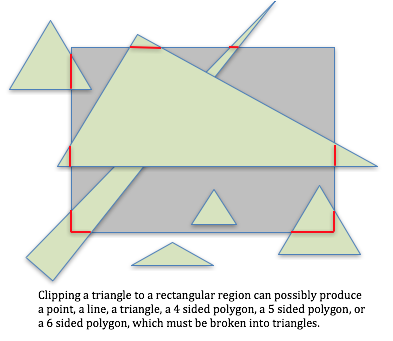 Clipping a triangle to a rectangular region can possibly produce
a point, a line, a triangle, a 4 sided polygon, a 5 sided polygon, or
a 6 sided polygon, which must be broken into triangles.